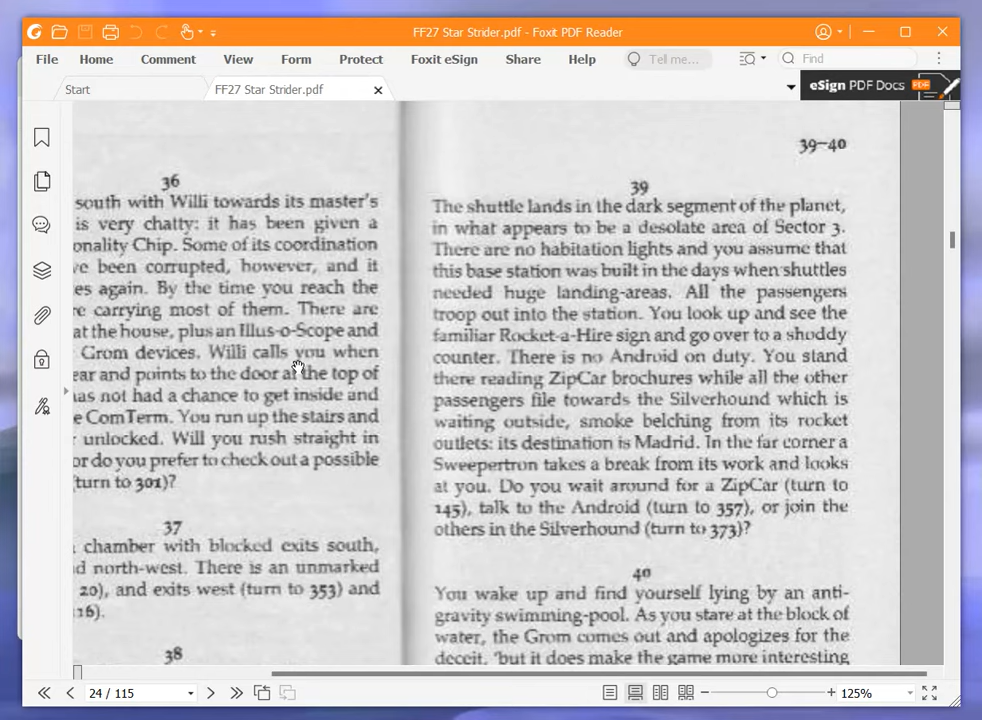 FF27 Star Strider.pdf - Foxit PDF Reader
File Home Comment View Form Protect Foxit eSign Share Help Tell me... Find
Start FF27 Star Strider.pdf eSign PDF Docs PDF
36
south with Willi towards its master's
is very chatty: it has been given a
onality Chip. Some of its coordination
e been corrupted, however, and it
es again. By the time you reach the
e carrying most of them. There are
at the house, plus an Illus-o-Scope and
Grom devices. Willi calls you when
ear and points to the door at the top of
as not had a chance to get inside and
e ComTerm. You run up the stairs and
unlocked. Will you rush straight in
or do you prefer to check out a possible
(turn to 301)?
37
chamber with blocked exits south,
d north-west. There is an unmarked
20), and exits west (turn to 353) and
16).
38
39–40
39
The shuttle lands in the dark segment of the planet,
in what appears to be a desolate area of Sector 3.
There are no habitation lights and you assume that
this base station was built in the days when shuttles
needed huge landing-areas. All the passengers
troop out into the station. You look up and see the
familiar Rocket-a-Hire sign and go over to a shoddy
counter. There is no Android on duty. You stand
there reading ZipCar brochures while all the other
passengers file towards the Silverhound which is
waiting outside, smoke belching from its rocket
outlets: its destination is Madrid. In the far corner a
Sweepertron takes a break from its work and looks
at you. Do you wait around for a ZipCar (turn to
145), talk to the Android (turn to 357), or join the
others in the Silverhound (turn to 373)?
40
You wake up and find yourself lying by an anti-
gravity swimming-pool. As you stare at the block of
water, the Grom comes out and apologizes for the
deceit, 'but it does make the game more interesting
24 / 115 125%